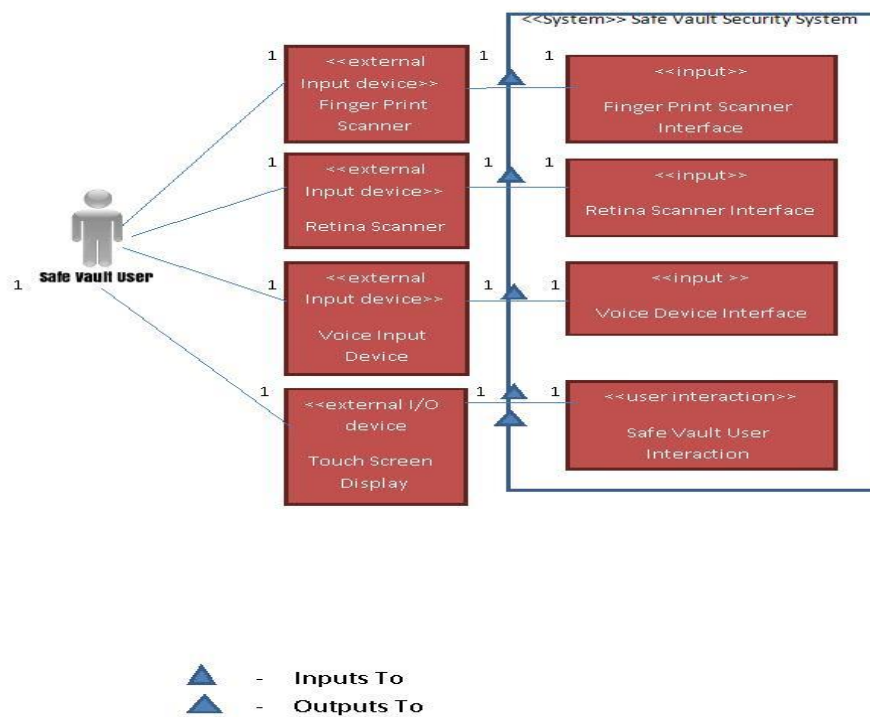 <<System>> Safe Vault Security System
1
1
1
<<external
Input device>>
Finger Print
Scanner
<<input>>
Finger Print Scanner
Interface
1
1
1
<<external
Input device>>
Retina Scanner
<<input>>
Retina Scanner Interface
Safe Vault User
1
1
1
1
<<external
Input device>>
Voice Input
Device
<<input >>
Voice Device Interface
1
1
1
<<external I/O
device
Touch Screen
Display
<<user interaction>>
Safe Vault User
Interaction
- Inputs To
- Outputs To